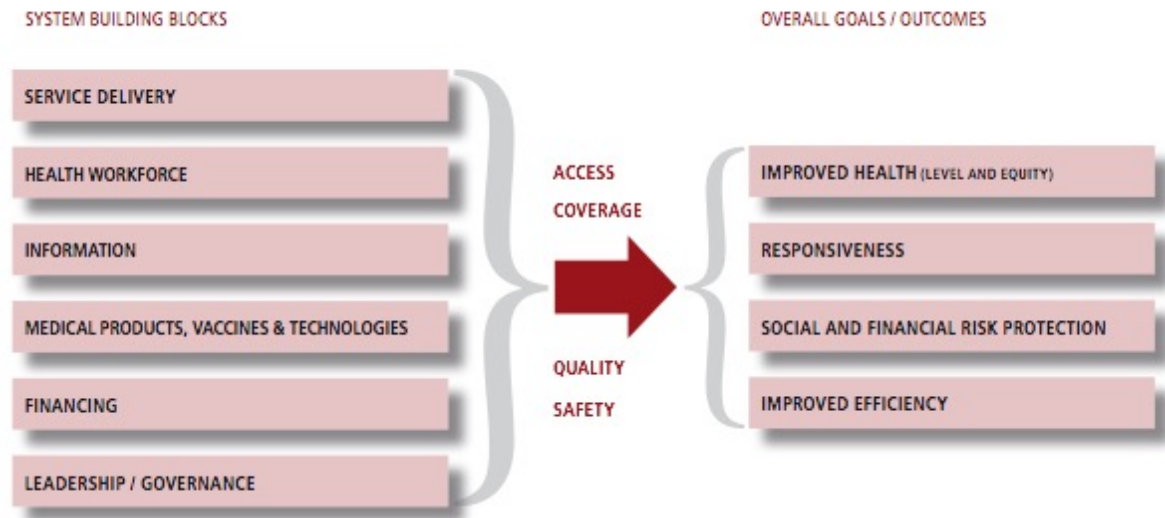 SYSTEM BUILDING BLOCKS
OVERALL GOALS / OUTCOMES
SERVICE DELIVERY
HEALTH WORKFORCE
INFORMATION
MEDICAL PRODUCTS, VACCINES & TECHNOLOGIES
FINANCING
LEADERSHIP / GOVERNANCE
ACCESS
COVERAGE
QUALITY
SAFETY
IMPROVED HEALTH (LEVEL AND EQUITY)
RESPONSIVENESS
SOCIAL AND FINANCIAL RISK PROTECTION
IMPROVED EFFICIENCY